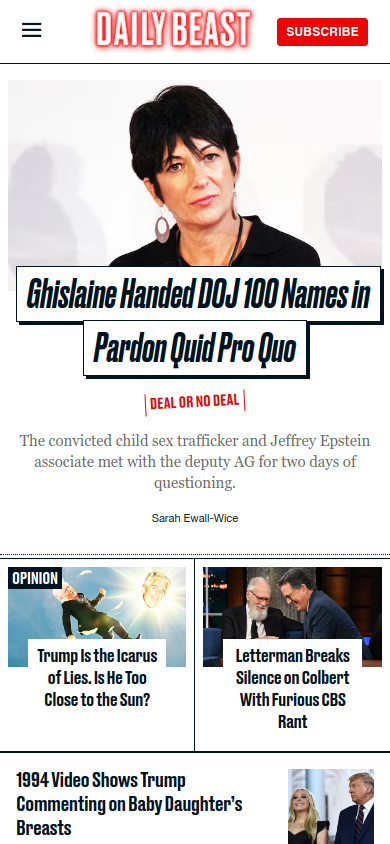 DAILY BEAST
SUBSCRIBE
Ghislaine Handed DOJ 100 Names in
Pardon Quid Pro Quo
DEAL OR NO DEAL
The convicted child sex trafficker and Jeffrey Epstein
associate met with the deputy AG for two days of
questioning.
Sarah Ewall-Wice
OPINION
Trump Is the Icarus
of Lies. Is He Too
Close to the Sun?
Letterman Breaks
Silence on Colbert
With Furious CBS
Rant
1994 Video Shows Trump
Commenting on Baby Daughter’s
Breasts